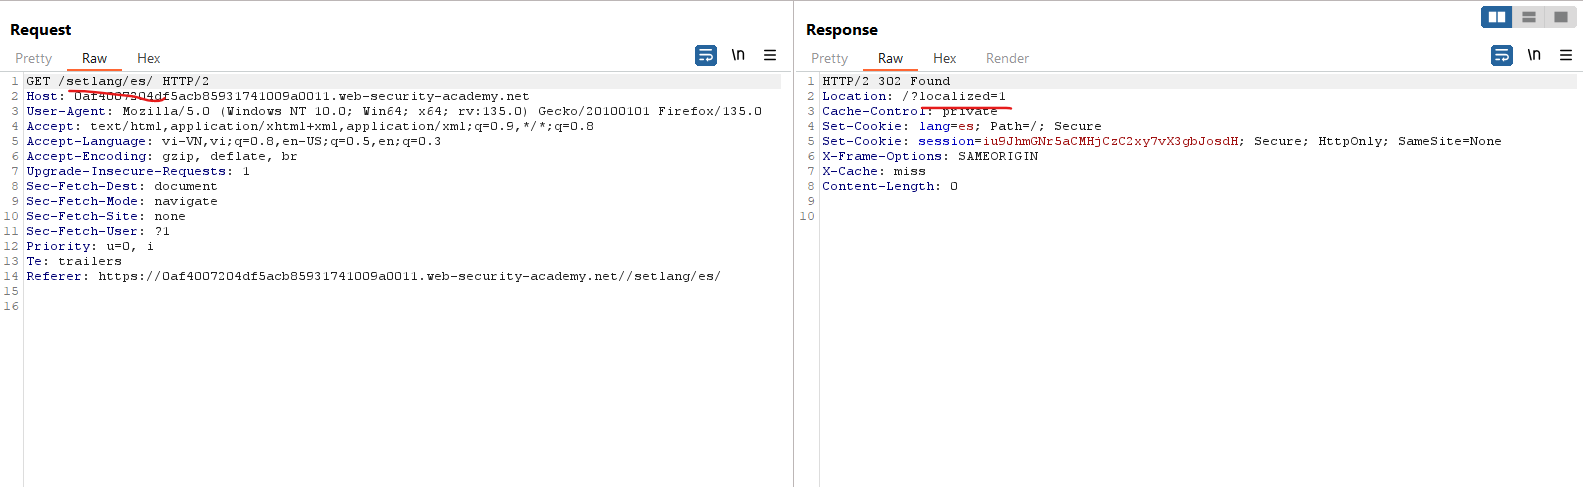 Request
Pretty Raw Hex
\n
1 GET /setlang/es/ HTTP/2
2 Host: 0af4007204df5acb85931741009a0011.web-security-academy.net
3 User-Agent: Mozilla/5.0 (Windows NT 10.0; Win64; x64; rv:135.0) Gecko/20100101 Firefox/135.0
4 Accept: text/html,application/xhtml+xml,application/xml;q=0.9,*/*;q=0.8
5 Accept-Language: vi-VN,vi;q=0.8,en-US;q=0.5,en;q=0.3
6 Accept-Encoding: gzip, deflate, br
7 Upgrade-Insecure-Requests: 1
8 Sec-Fetch-Dest: document
9 Sec-Fetch-Mode: navigate
10 Sec-Fetch-Site: none
11 Sec-Fetch-User: ?1
12 Priority: u=0, i
13 Te: trailers
14 Referer: https://0af4007204df5acb85931741009a0011.web-security-academy.net//setlang/es/
15
16
Response
Pretty Raw Hex Render
\n
1 HTTP/2 302 Found
2 Location: /?localized=1
3 Cache-Control: private
4 Set-Cookie: lang=es; Path=/; Secure
5 Set-Cookie: session=iu9JhmGNr5aCMHjCzC2xy7vX3gbJosdH; Secure; HttpOnly; SameSite=None
6 X-Frame-Options: SAMEORIGIN
7 X-Cache: miss
8 Content-Length: 0
9
10